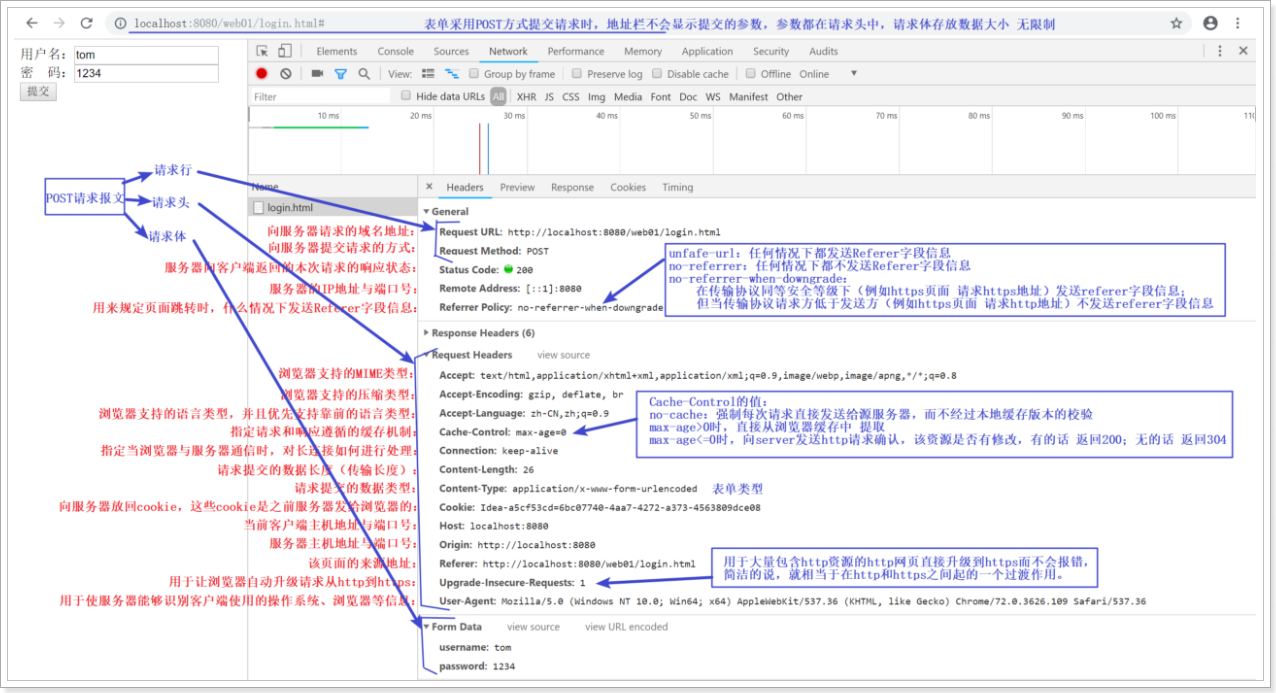 localhost:8080/web01/login.html#
表单采用POST方式提交请求时，地址栏不会显示提交的参数，参数都在请求头中，请求体存放数据大小 无限制
用户名：tom
密 码：1234
提交
Elements Console Sources Network Performance Memory Application Security Audits
View: Group by frame Preserve log Disable cache Offline Online
Filter Hide data URLs All XHR JS CSS Img Media Font Doc WS Manifest Other
10 ms 20 ms 30 ms 40 ms 50 ms 60 ms 70 ms 80 ms 90 ms 100 ms 110
POST请求报文
请求行
请求头
请求体
Name
login.html
Headers Preview Response Cookies Timing
General
向服务器请求的域名地址：
Request URL: http://localhost:8080/web01/login.html
向服务器提交请求的方式：
Request Method: POST
服务器向客户端返回的本次请求的响应状态：
Status Code: 200
服务器的IP地址与端口号：
Remote Address: [::1]:8080
用来规定页面跳转时，什么情况下发送Referer字段信息：
Referrer Policy: no-referrer-when-downgrade
unfafe-url：任何情况下都发送Referer字段信息
no-referrer：任何情况下都不发送Referer字段信息
no-referrer-when-downgrade：
在传输协议同等安全等级下（例如https页面 请求https地址）发送referer字段信息；
但当传输协议请求方低于发送方（例如https页面 请求http地址）不发送referer字段信息
Response Headers (6)
Request Headers view source
浏览器支持的MIME类型：
Accept: text/html,application/xhtml+xml,application/xml;q=0.9,image/webp,image/apng,*/*;q=0.8
浏览器支持的压缩类型：
Accept-Encoding: gzip, deflate, br
浏览器支持的语言类型，并且优先支持靠前的语言类型：
Accept-Language: zh-CN,zh;q=0.9
指定请求和响应遵循的缓存机制：
Cache-Control: max-age=0
Cache-Control的值：
no-cache：强制每次请求直接发送给源服务器，而不经过本地缓存版本的校验
max-age>0时，直接从浏览器缓存中 提取
max-age<=0时，向server发送http请求确认，该资源是否有修改，有的话 返回200；无的话 返回304
指定当浏览器与服务器通信时，对长连接如何进行处理：
Connection: keep-alive
请求提交的数据长度（传输长度）：
Content-Length: 26
请求提交的数据类型：
Content-Type: application/x-www-form-urlencoded 表单类型
向服务器放回cookie，这些cookie是之前服务器发给浏览器的：
Cookie: Idea-a5cf53cd=6bc07740-4aa7-4272-a373-4563809dce08
当前客户端主机地址与端口号：
Host: localhost:8080
服务器主机地址与端口号：
Origin: http://localhost:8080
该页面的来源地址：
Referer: http://localhost:8080/web01/login.html
用于让浏览器自动升级请求从http到https：
Upgrade-Insecure-Requests: 1
用于大量包含http资源的http网页直接升级到https而不会报错，
简洁的说，就相当于在http和https之间起的一个过渡作用。
用于使服务器能够识别客户端使用的操作系统、浏览器等信息：
User-Agent: Mozilla/5.0 (Windows NT 10.0; Win64; x64) AppleWebKit/537.36 (KHTML, like Gecko) Chrome/72.0.3626.109 Safari/537.36
Form Data view source view URL encoded
username: tom
password: 1234